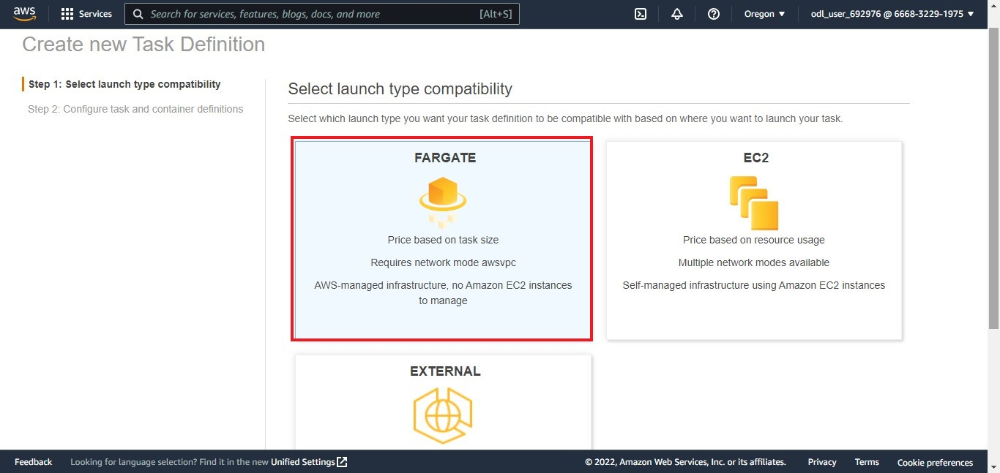 aws
Services
Search for services, features, blogs, docs, and more
[Alt+S]
Oregon
odl_user_692976 @ 6668-3229-1975
Create new Task Definition
Step 1: Select launch type compatibility
Step 2: Configure task and container definitions
Select launch type compatibility
Select which launch type you want your task definition to be compatible with based on where you want to launch your task.
FARGATE
Price based on task size
Requires network mode awsvpc
AWS-managed infrastructure, no Amazon EC2 instances
to manage
EC2
Price based on resource usage
Multiple network modes available
Self-managed infrastructure using Amazon EC2 instances
EXTERNAL
Feedback
Looking for language selection? Find it in the new Unified Settings
© 2022, Amazon Web Services, Inc. or its affiliates.
Privacy
Terms
Cookie preferences